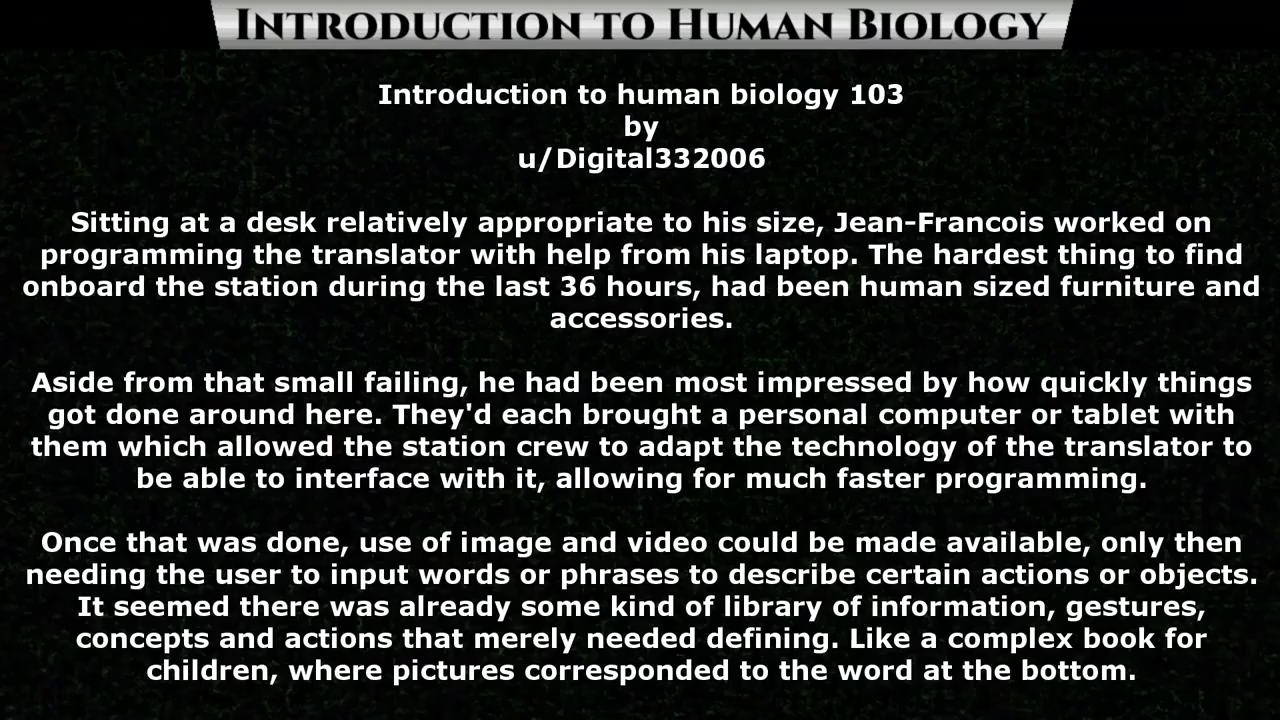 Introduction to Human Biology
Introduction to human biology 103
by
u/Digital332006
Sitting at a desk relatively appropriate to his size, Jean-Francois worked on
programming the translator with help from his laptop. The hardest thing to find
onboard the station during the last 36 hours, had been human sized furniture and
accessories.
Aside from that small failing, he had been most impressed by how quickly things
got done around here. They'd each brought a personal computer or tablet with
them which allowed the station crew to adapt the technology of the translator to
be able to interface with it, allowing for much faster programming.
Once that was done, use of image and video could be made available, only then
needing the user to input words or phrases to describe certain actions or objects.
It seemed there was already some kind of library of information, gestures,
concepts and actions that merely needed defining. Like a complex book for
children, where pictures corresponded to the word at the bottom.